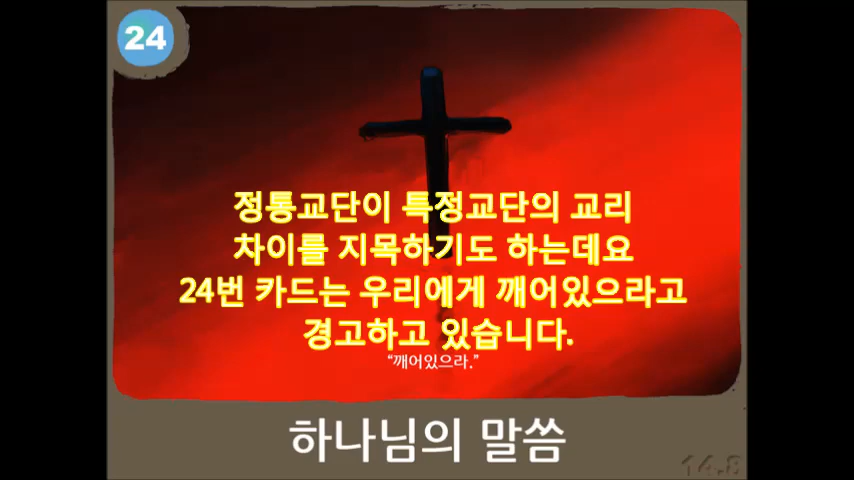 24
정통교단이 특정교단의 교리
차이를 지목하기도 하는데요
24번 카드는 우리에게 깨어있으라고
경고하고 있습니다.
“깨어있으라.”
하나님의 말씀
14.8